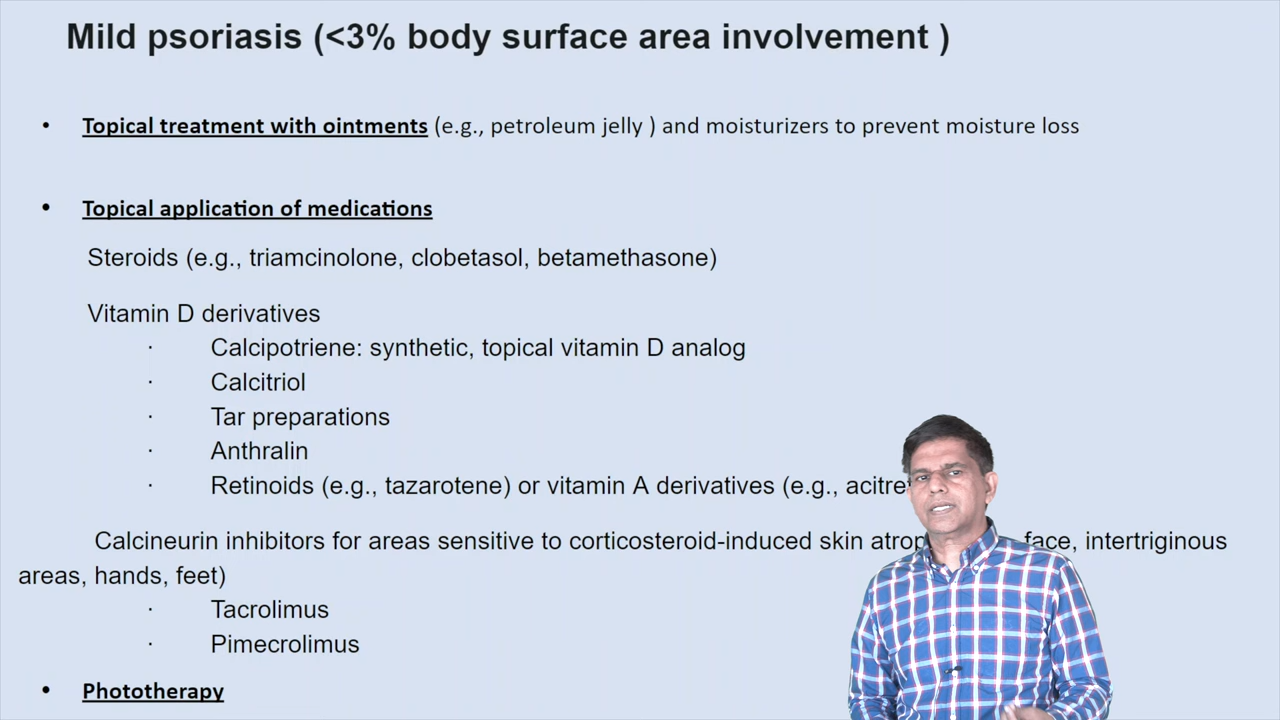 Mild psoriasis (<3% body surface area involvement )
• Topical treatment with ointments (e.g., petroleum jelly ) and moisturizers to prevent moisture loss
• Topical application of medications
Steroids (e.g., triamcinolone, clobetasol, betamethasone)
Vitamin D derivatives
· Calcipotriene: synthetic, topical vitamin D analog
· Calcitriol
· Tar preparations
· Anthralin
· Retinoids (e.g., tazarotene) or vitamin A derivatives (e.g.,
Calcineurin inhibitors for areas sensitive to corticosteroid-induced skin face, intertriginous
areas, hands, feet)
· Tacrolimus
· Pimecrolimus
• Phototherapy